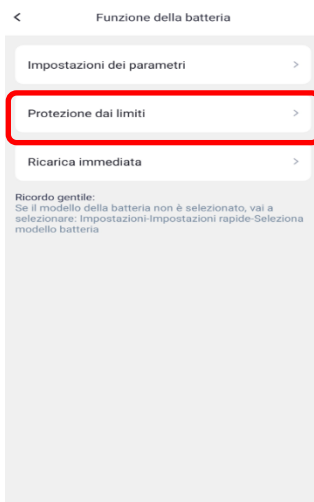 Funzione della batteria
Impostazioni dei parametri
Protezione dai limiti
Ricarica immediata
Ricordo gentile:
Se il modello della batteria non è selezionato, vai a
selezionare: Impostazioni-Impostazioni rapide-Seleziona
modello batteria